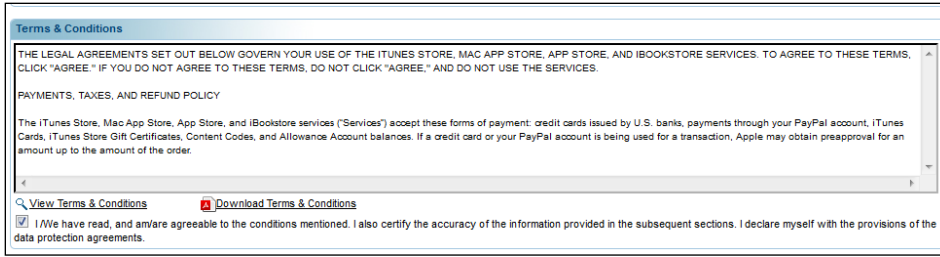 Terms & Conditions
THE LEGAL AGREEMENTS SET OUT BELOW GOVERN YOUR USE OF THE ITUNES STORE, MAC APP STORE, APP STORE, AND IBOOKSTORE SERVICES. TO AGREE TO THESE TERMS,
CLICK "AGREE." IF YOU DO NOT AGREE TO THESE TERMS, DO NOT CLICK "AGREE," AND DO NOT USE THE SERVICES.
PAYMENTS, TAXES, AND REFUND POLICY
The iTunes Store, Mac App Store, App Store, and iBookstore services ("Services") accept these forms of payment: credit cards issued by U.S. banks, payments through your PayPal account, iTunes
Cards, iTunes Store Gift Certificates, Content Codes, and Allowance Account balances. If a credit card or your PayPal account is being used for a transaction, Apple may obtain preapproval for an
amount up to the amount of the order.
View Terms & Conditions Download Terms & Conditions
I /We have read, and am/are agreeable to the conditions mentioned. I also certify the accuracy of the information provided in the subsequent sections. I declare myself with the provisions of the
data protection agreements.